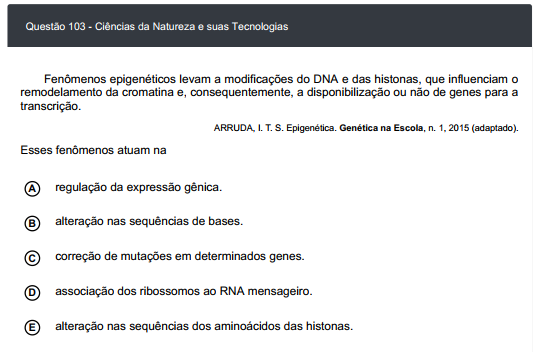 Questão 103 - Ciências da Natureza e suas Tecnologias
Fenômenos epigenéticos levam a modificações do DNA e das histonas, que influenciam o
remodelamento da cromatina e, consequentemente, a disponibilização ou não de genes para a
transcrição.
ARRUDA, I. T. S. Epigenética. Genética na Escola, n. 1, 2015 (adaptado).
Esses fenômenos atuam na
A regulação da expressão gênica.
B alteração nas sequências de bases.
C correção de mutações em determinados genes.
D associação dos ribossomos ao RNA mensageiro.
E alteração nas sequências dos aminoácidos das histonas.